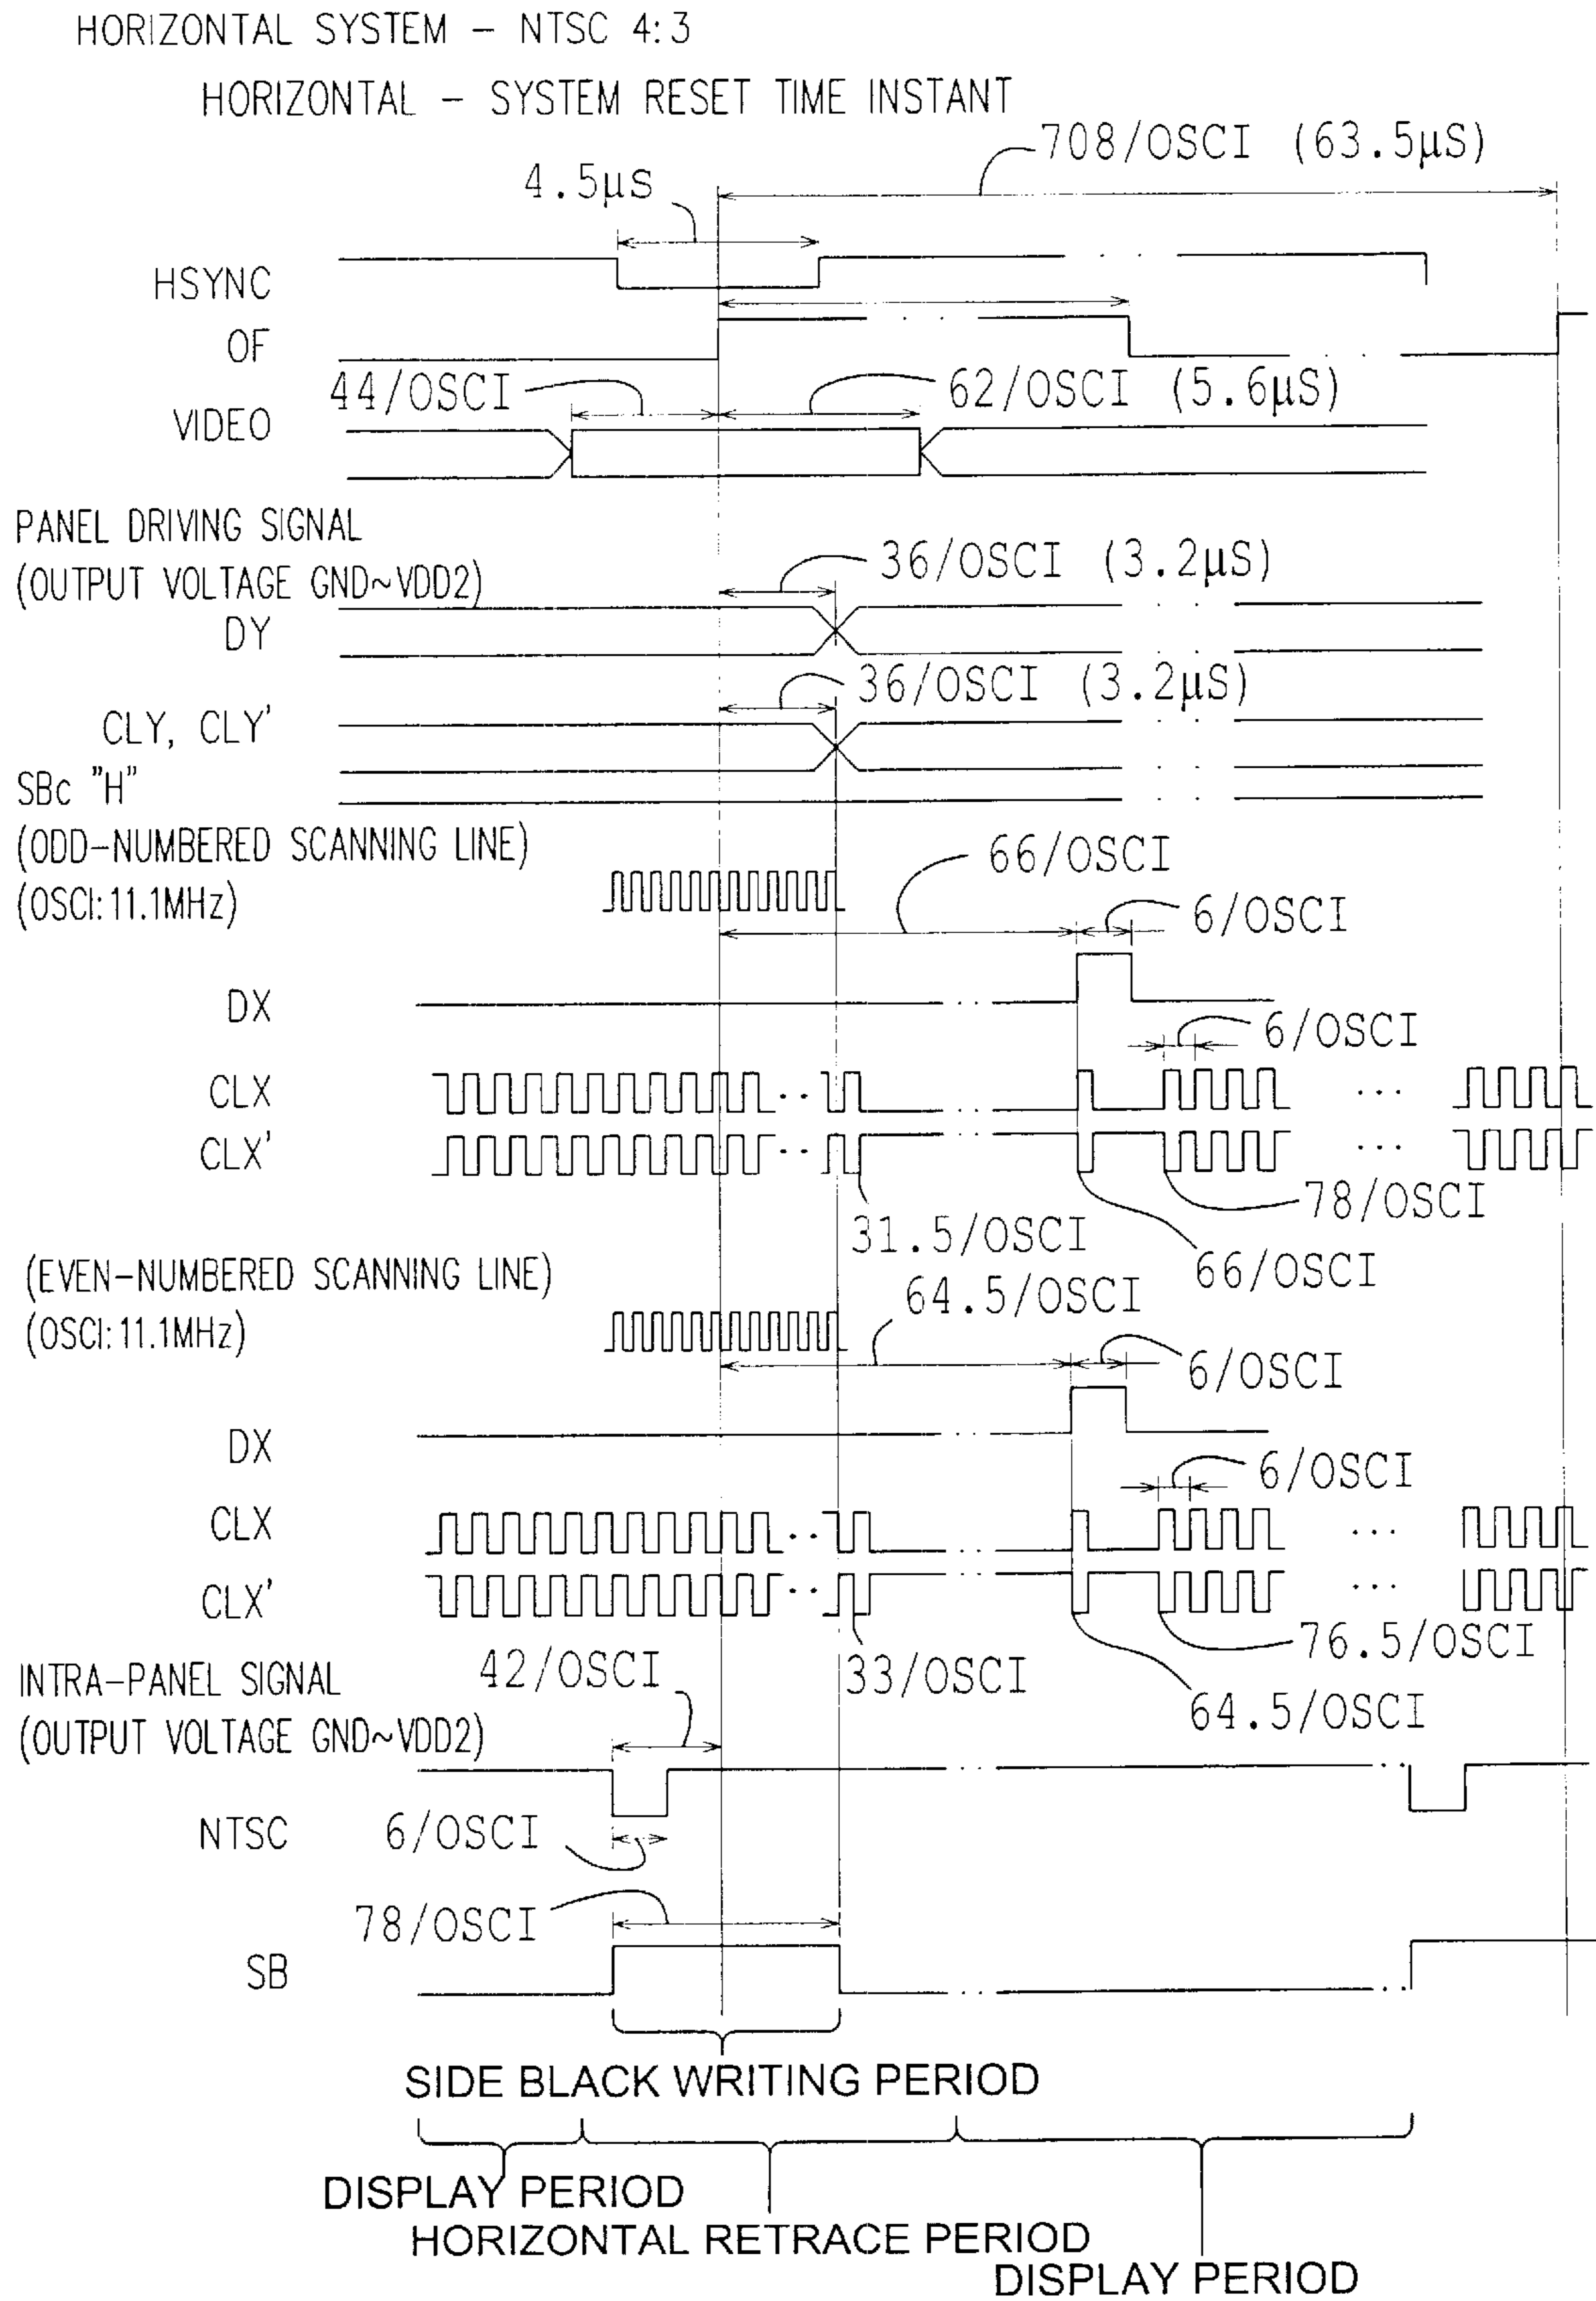 HORIZONTAL SYSTEM – NTSC 4:3
HORIZONTAL – SYSTEM RESET TIME INSTANT
708/OSCI (63.5µS)
4.5µS
HSYNC
OF
44/OSCI
62/OSCI (5.6µS)
VIDEO
PANEL DRIVING SIGNAL
(OUTPUT VOLTAGE GND~VDD2)
36/OSCI (3.2µS)
DY
36/OSCI (3.2µS)
CLY, CLY'
SBc "H"
(ODD-NUMBERED SCANNING LINE)
66/OSCI
(OSCI: 11.1MHz)
6/OSCI
DX
6/OSCI
CLX
CLX'
78/OSCI
31.5/OSCI
66/OSCI
(EVEN-NUMBERED SCANNING LINE)
64.5/OSCI
(OSCI: 11.1MHz)
6/OSCI
DX
6/OSCI
CLX
CLX'
76.5/OSCI
42/OSCI
33/OSCI
64.5/OSCI
INTRA-PANEL SIGNAL
(OUTPUT VOLTAGE GND~VDD2)
NTSC
6/OSCI
78/OSCI
SB
SIDE BLACK WRITING PERIOD
DISPLAY PERIOD
HORIZONTAL RETRACE PERIOD
DISPLAY PERIOD